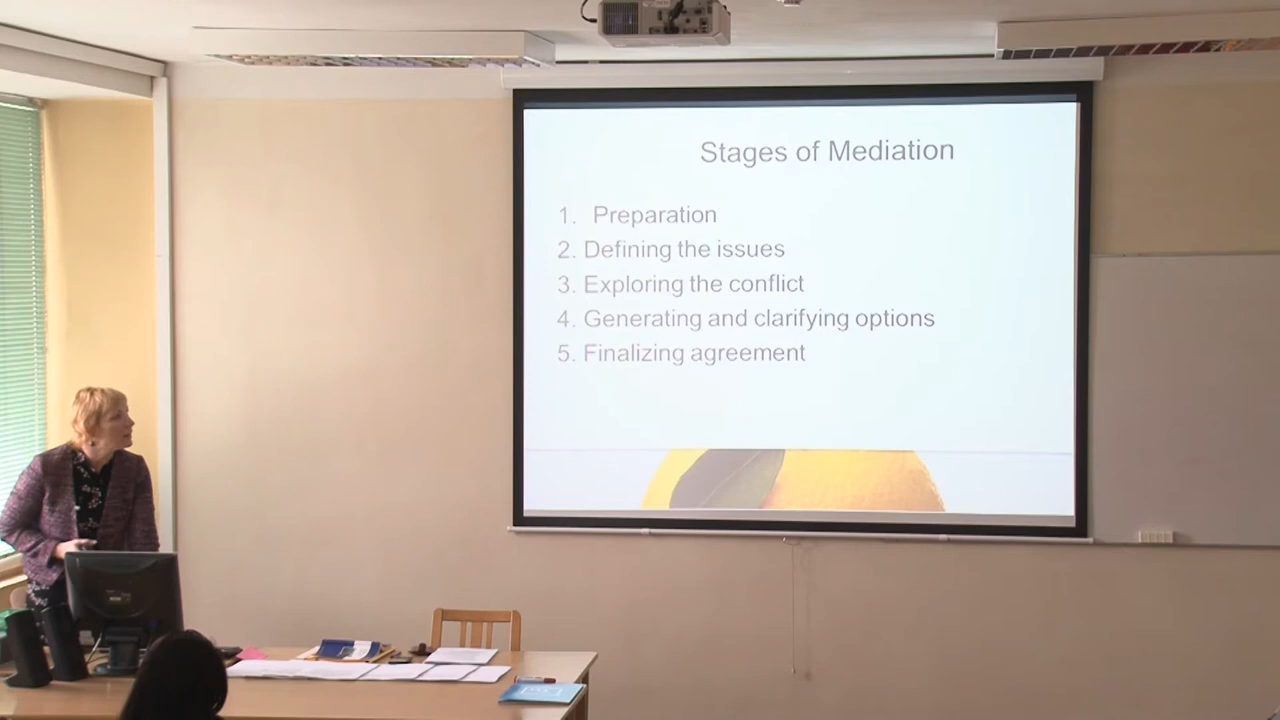 Stages of Mediation
1. Preparation
2. Defining the issues
3. Exploring the conflict
4. Generating and clarifying options
5. Finalizing agreement